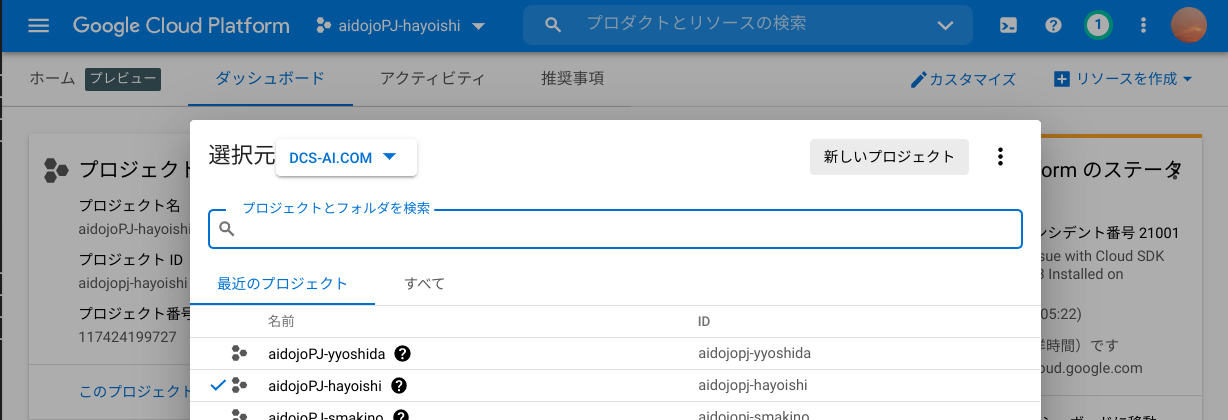 Google Cloud Platform
aidojoPJ-hayoishi
プロダクトとリソースの検索
1
ホーム プレビュー ダッシュボード アクティビティ 推奨事項 カスタマイズ リソースを作成
選択元 DCS-AI.COM 新しいプロジェクト
プロジェクトとフォルダを検索
最近のプロジェクト すべて
名前 ID
aidojoPJ-yyoshida aidojopj-yyoshida
aidojoPJ-hayoishi aidojopj-hayoishi
aidojoPJ-smakino aidojopj-smakino
プロジェクト
プロジェクト名
aidojoPJ-hayoishi
プロジェクト ID
aidojopj-hayoishi
プロジェクト番号
117424199727
このプロジェクト
orm のステータ
ンシデント番号 21001
sue with Cloud SDK
3 Installed on
05:22)
時間）です
oud.google.com